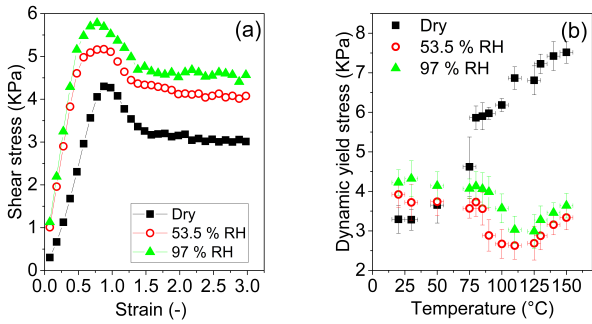 (a)
Shear stress (KPa)
6
5
4
3
2
1
0
Dry
53.5 % RH
97 % RH
0.0 0.5 1.0 1.5 2.0 2.5 3.0
Strain (-)
(b)
Dynamic yield stress (KPa)
8
7
6
5
4
3
2
Dry
53.5 % RH
97 % RH
0 25 50 75 100 125 150
Temperature (°C)